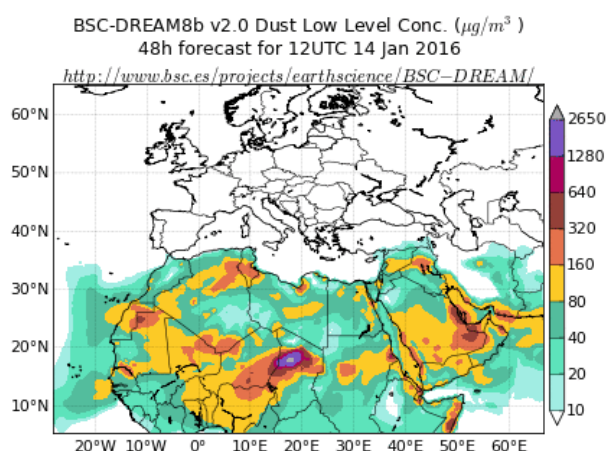 BSC-DREAM8b v2.0 Dust Low Level Conc. (μg/m³ )
48h forecast for 12UTC 14 Jan 2016
http://www.bsc.es/projects/earthscience/BSC−DREAM/
60°N
50°N
40°N
30°N
20°N
10°N
20°W 10°W 0° 10°E 20°E 30°E 40°E 50°E 60°E
2650
1280
640
320
160
80
40
20
10